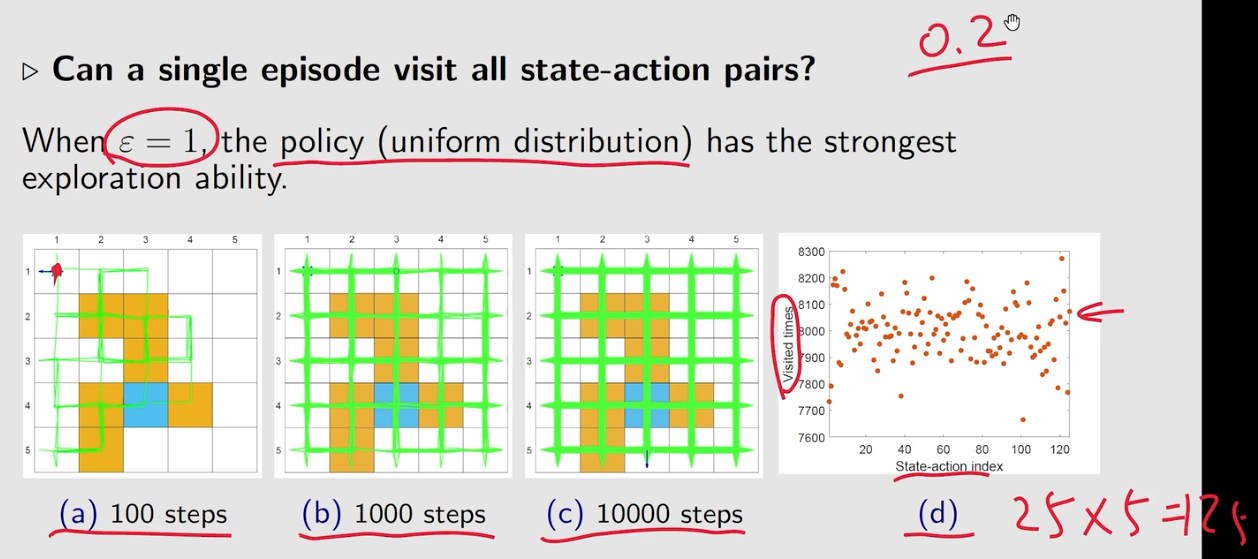 0.2
▷ Can a single episode visit all state-action pairs?
When ε = 1, the policy (uniform distribution) has the strongest
exploration ability.
1 2 3 4 5
1
2
3
4
5
1 2 3 4 5
1
2
3
4
5
1 2 3 4 5
1
2
3
4
5
8300
8200
8100
8000
7900
7800
7700
7600
Visited times
20 40 60 80 100 120
State-action index
(a) 100 steps
(b) 1000 steps
(c) 10000 steps
(d)
25×5=125